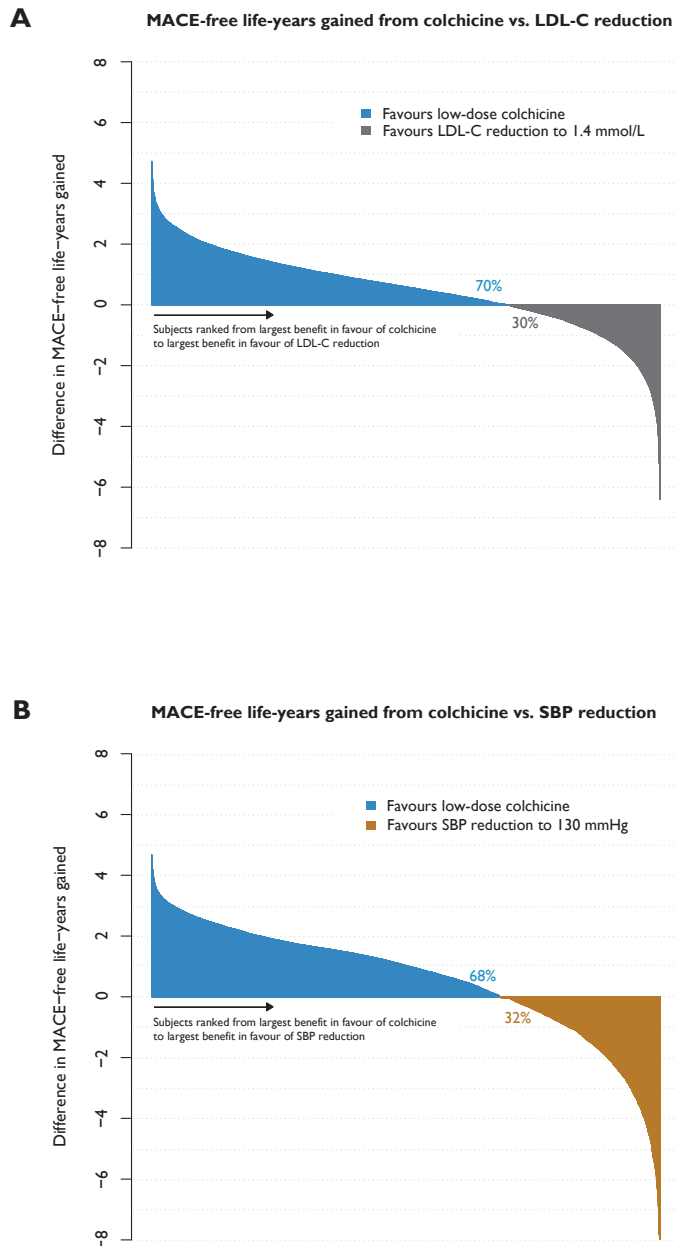 A
MACE-free life-years gained from colchicine vs. LDL-C reduction
8
6
4
2
0
−2
−4
−6
−8
Difference in MACE−free life−years gained
Favours low-dose colchicine
Favours LDL-C reduction to 1.4 mmol/L
70%
30%
Subjects ranked from largest benefit in favour of colchicine
to largest benefit in favour of LDL-C reduction
B
MACE-free life-years gained from colchicine vs. SBP reduction
8
6
4
2
0
−2
−4
−6
−8
Difference in MACE−free life−years gained
Favours low-dose colchicine
Favours SBP reduction to 130 mmHg
68%
32%
Subjects ranked from largest benefit in favour of colchicine
to largest benefit in favour of SBP reduction